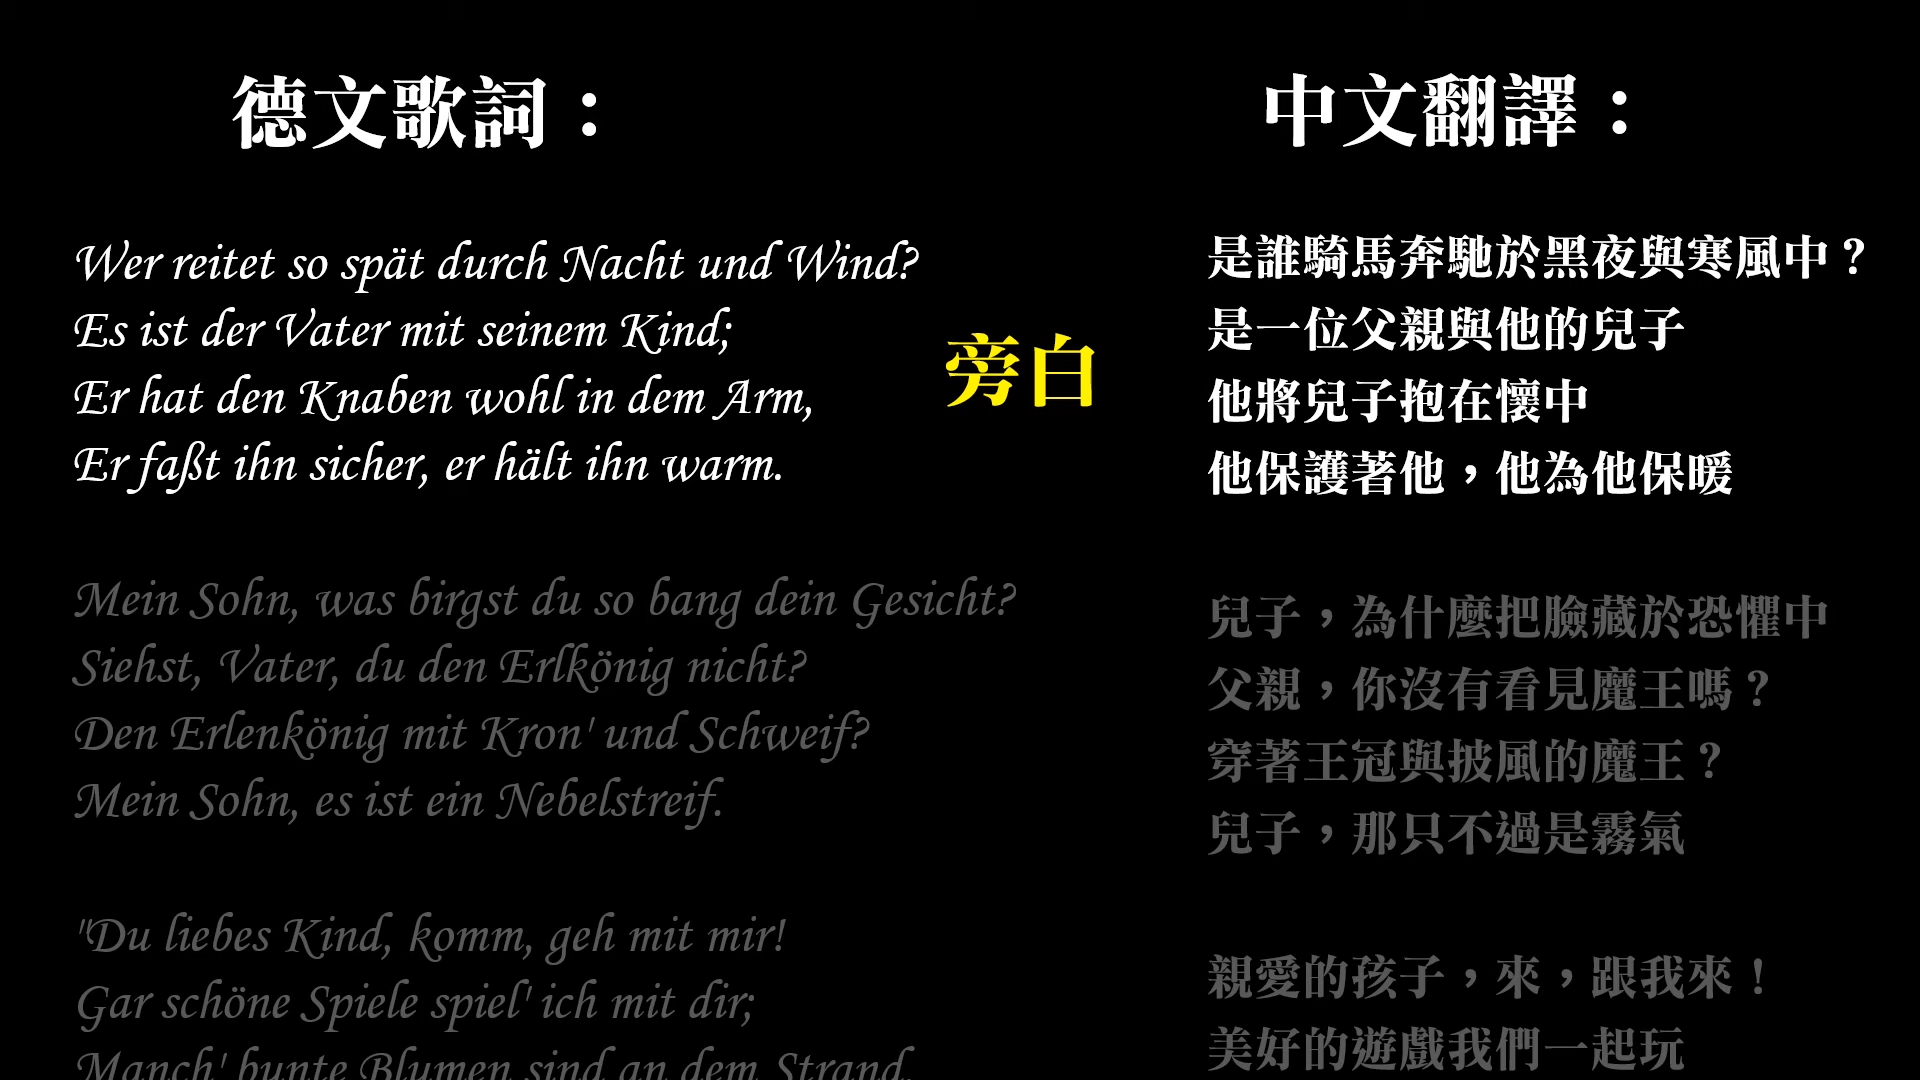 德文歌詞：
Wer reitet so spät durch Nacht und Wind?
Es ist der Vater mit seinem Kind;
Er hat den Knaben wohl in dem Arm,
Er faßt ihn sicher, er hält ihn warm.
Mein Sohn, was birgst du so bang dein Gesicht?
Siehst, Vater, du den Erlkönig nicht?
Den Erlenkönig mit Kron' und Schweif?
Mein Sohn, es ist ein Nebelstreif.
"Du liebes Kind, komm, geh mit mir!
Gar schöne Spiele spiel' ich mit dir;
Manch' bunte Blumen sind an dem Strand,
旁白
中文翻譯：
是誰騎馬奔馳於黑夜與寒風中？
是一位父親與他的兒子
他將兒子抱在懷中
他保護著他，他為他保暖
兒子，為什麼把臉藏於恐懼中
父親，你沒有看見魔王嗎？
穿著王冠與披風的魔王？
兒子，那只不過是霧氣
親愛的孩子，來，跟我來！
美好的遊戲我們一起玩